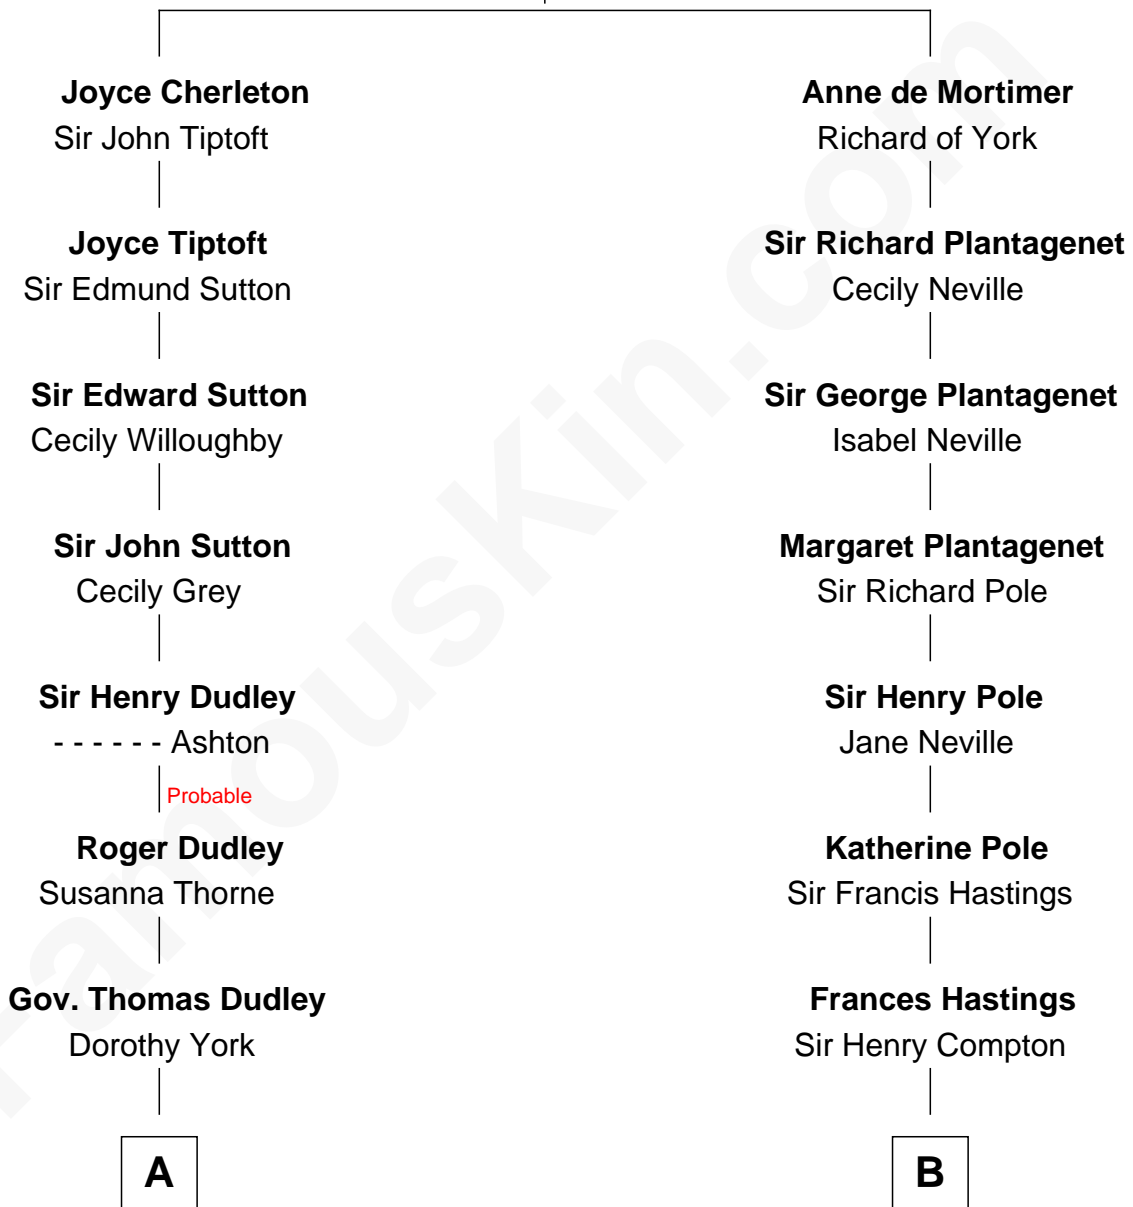 Joyce Cherleton
Sir John Tiptoft
Joyce Tiptoft
Sir Edmund Sutton
Sir Edward Sutton
Cecily Willoughby
Sir John Sutton
Cecily Grey
Sir Henry Dudley
- - - - - - Ashton
Probable
Roger Dudley
Susanna Thorne
Gov. Thomas Dudley
Dorothy York
A
Anne de Mortimer
Richard of York
Sir Richard Plantagenet
Cecily Neville
Sir George Plantagenet
Isabel Neville
Margaret Plantagenet
Sir Richard Pole
Sir Henry Pole
Jane Neville
Katherine Pole
Sir Francis Hastings
Frances Hastings
Sir Henry Compton
B
FamousKin.com